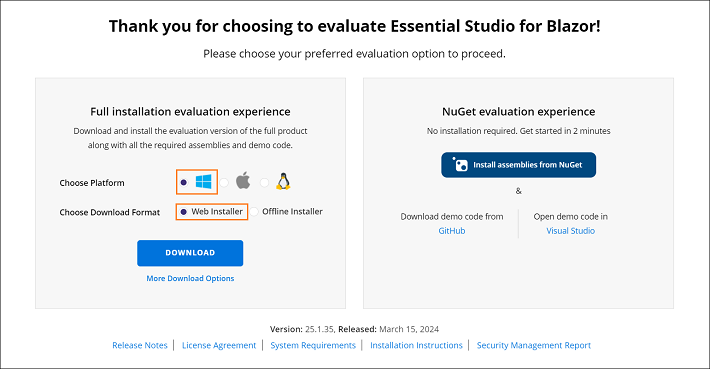 Thank you for choosing to evaluate Essential Studio for Blazor!
Please choose your preferred evaluation option to proceed.
Full installation evaluation experience
Download and install the evaluation version of the full product
along with all the required assemblies and demo code.
Choose Platform
Choose Download Format
Web Installer
Offline Installer
DOWNLOAD
More Download Options
NuGet evaluation experience
No installation required. Get started in 2 minutes
Install assemblies from NuGet
&
Download demo code from
GitHub
Open demo code in
Visual Studio
Version: 25.1.35, Released: March 15, 2024
Release Notes | License Agreement | System Requirements | Installation Instructions | Security Management Report